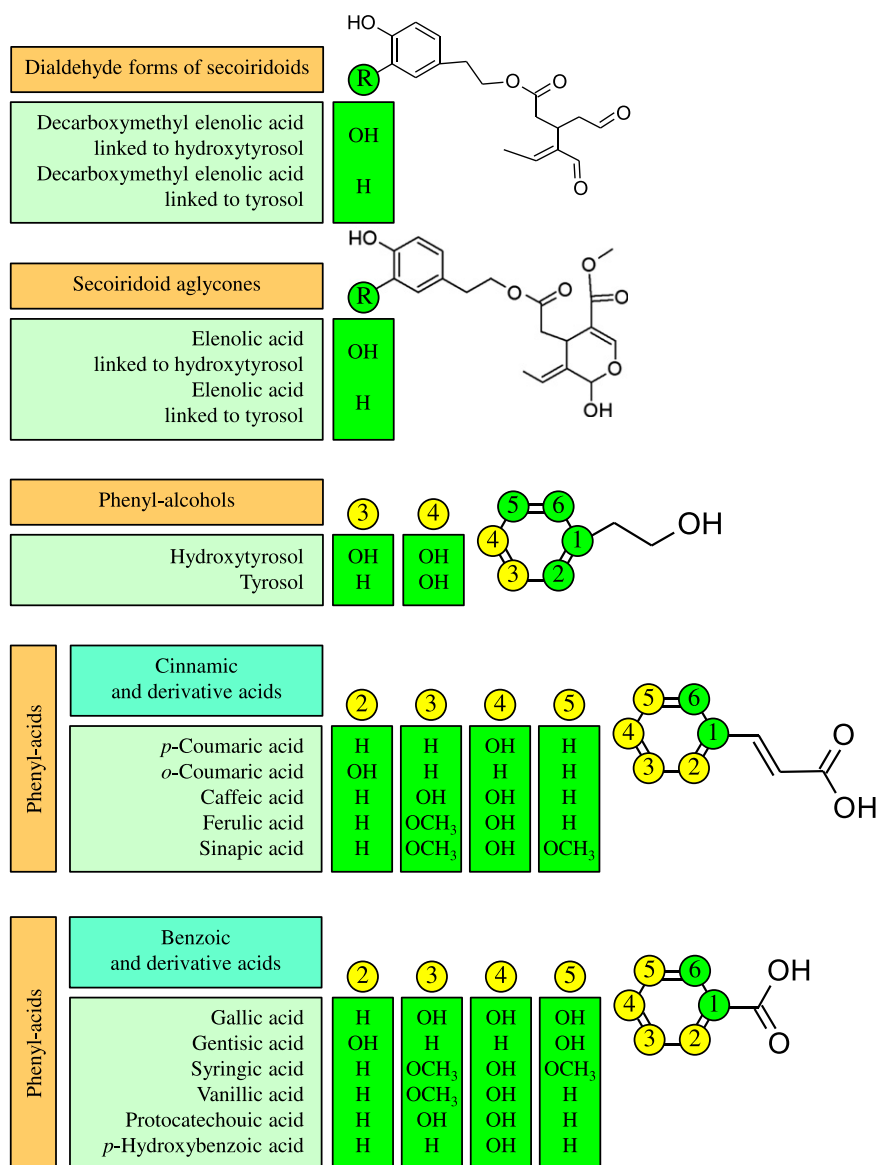 HO
Dialdehyde forms of secoiridoids
R
O
O
O
O
Decarboxymethyl elenolic acid
linked to hydroxytyrosol
OH
Decarboxymethyl elenolic acid
linked to tyrosol
H
HO
Secoiridoid aglycones
R
O
O
O
O
O
OH
Elenolic acid
linked to hydroxytyrosol
OH
Elenolic acid
linked to tyrosol
H
Phenyl-alcohols
3 4
5 6 1 2 3 4
OH
Hydroxytyrosol OH OH
Tyrosol H OH
Phenyl-acids
Cinnamic
and derivative acids
2 3 4 5
5 6 1 2 3 4
O
OH
p-Coumaric acid H H OH H
o-Coumaric acid OH H H H
Caffeic acid H OH OH H
Ferulic acid H OCH₃ OH H
Sinapic acid H OCH₃ OH OCH₃
Phenyl-acids
Benzoic
and derivative acids
2 3 4 5
5 6 1 2 3 4
OH
O
Gallic acid H OH OH OH
Gentisic acid OH H H OH
Syringic acid H OCH₃ OH OCH₃
Vanillic acid H OCH₃ OH H
Protocatechouic acid H OH OH H
p-Hydroxybenzoic acid H H OH H